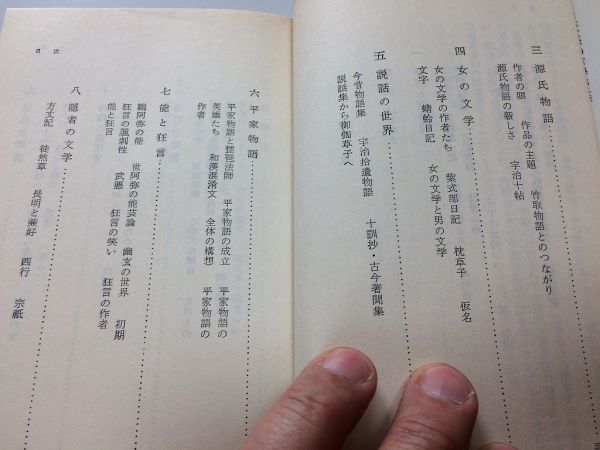 三 源氏物語…………
作者の眼 作品の主題 竹取物語とのつながり
源氏物語の新しさ 宇治十帖
四 女の文学…………
女の文学の作者たち 紫式部日記 枕草子 仮名
文字 蜻蛉日記 女の文学と男の文学
五 説話の世界…………
今昔物語集 宇治拾遺物語 十訓抄・古今著聞集
説話集から御伽草子へ
六 平家物語…………
平家物語と琵琶法師 平家物語の成立 平家物語の
英雄たち 和漢混淆文 全体の構想 平家物語の
作者
七 能と狂言…………
観阿弥の能 世阿弥の能芸論 幽玄の世界 初期
狂言の諷刺性 武悪 狂言の笑い 狂言の作者
能と狂言
八 隠者の文学…………
方丈記 徒然草 長明と兼好 西行 宗祇
目次